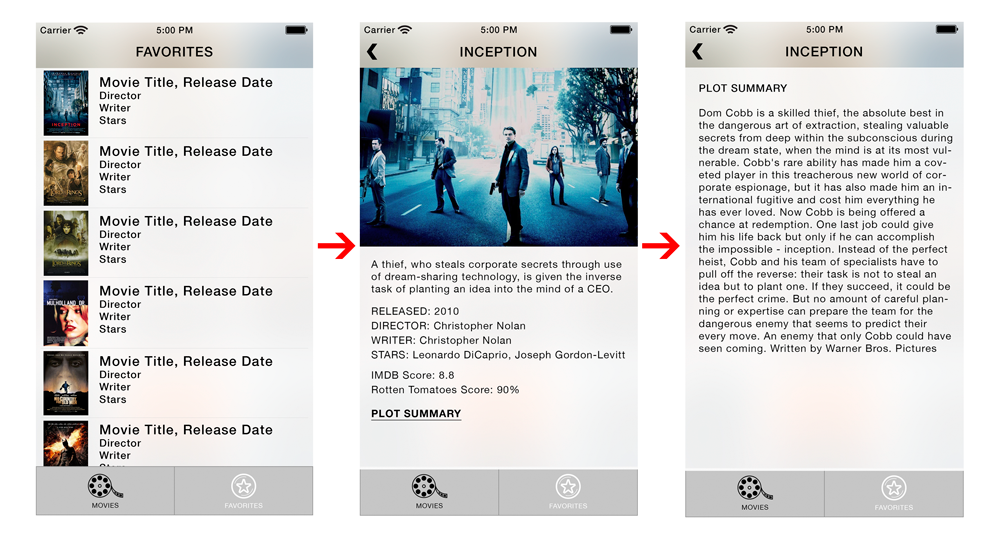 Carrier 5:00 PM
FAVORITES
Movie Title, Release Date
Director
Writer
Stars
INCEPTION
Movie Title, Release Date
Director
Writer
Stars
Movie Title, Release Date
Director
Writer
Stars
Movie Title, Release Date
Director
Writer
Stars
MULHOLLAND DR.
Movie Title, Release Date
Director
Writer
Stars
Movie Title, Release Date
Director
Writer
Stars
MOVIES
FAVORITES
Carrier 5:00 PM
INCEPTION
A thief, who steals corporate secrets through use
of dream-sharing technology, is given the inverse
task of planting an idea into the mind of a CEO.
RELEASED: 2010
DIRECTOR: Christopher Nolan
WRITER: Christopher Nolan
STARS: Leonardo DiCaprio, Joseph Gordon-Levitt
IMDB Score: 8.8
Rotten Tomatoes Score: 90%
PLOT SUMMARY
MOVIES
FAVORITES
Carrier 5:00 PM
INCEPTION
PLOT SUMMARY
Dom Cobb is a skilled thief, the absolute best in
the dangerous art of extraction, stealing valuable
secrets from deep within the subconscious during
the dream state, when the mind is at its most vul-
nerable. Cobb's rare ability has made him a cov-
eted player in this treacherous new world of cor-
porate espionage, but it has also made him an in-
ternational fugitive and cost him everything he
has ever loved. Now Cobb is being offered a
chance at redemption. One last job could give
him his life back but only if he can accomplish
the impossible - inception. Instead of the perfect
heist, Cobb and his team of specialists have to
pull off the reverse: their task is not to steal an
idea but to plant one. If they succeed, it could be
the perfect crime. But no amount of careful plan-
ning or expertise can prepare the team for the
dangerous enemy that seems to predict their
every move. An enemy that only Cobb could have
seen coming. Written by Warner Bros. Pictures
MOVIES
FAVORITES